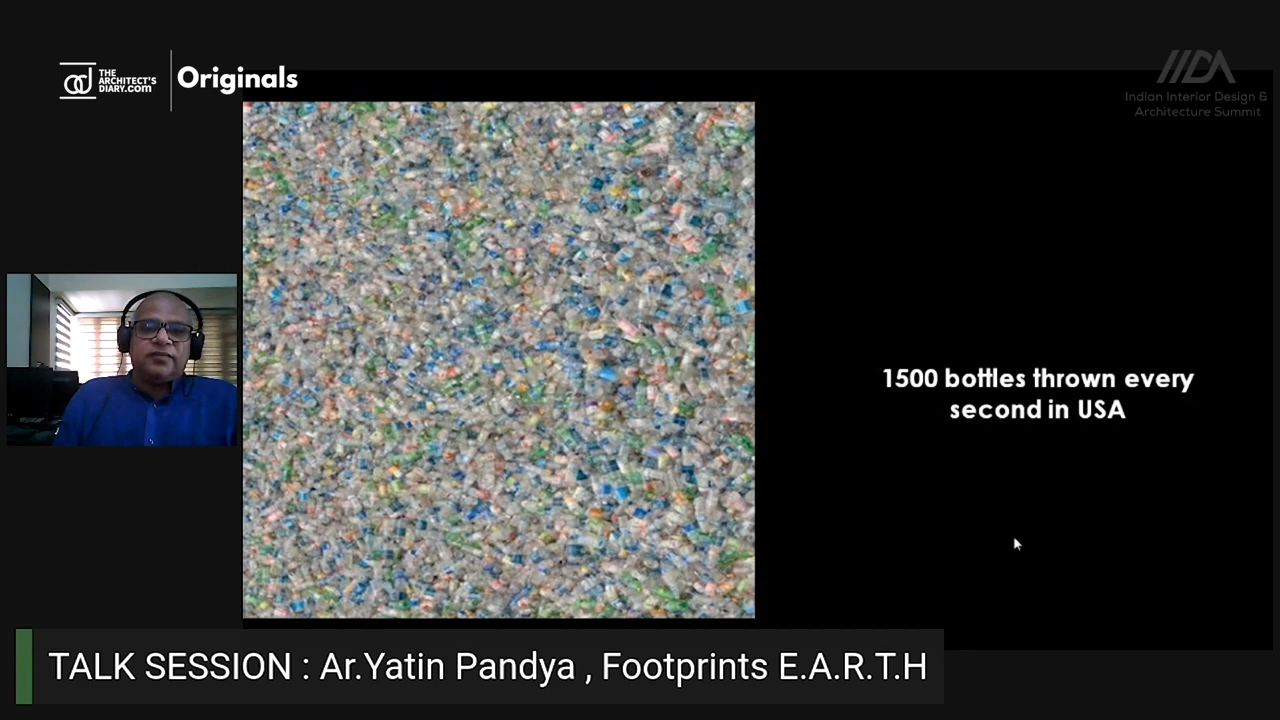 THE
ARCHITECT'S
DIARY.com
Originals
IIDA
Indian Interior Design &
Architecture Summit
1500 bottles thrown every
second in USA
TALK SESSION : Ar.Yatin Pandya , Footprints E.A.R.T.H